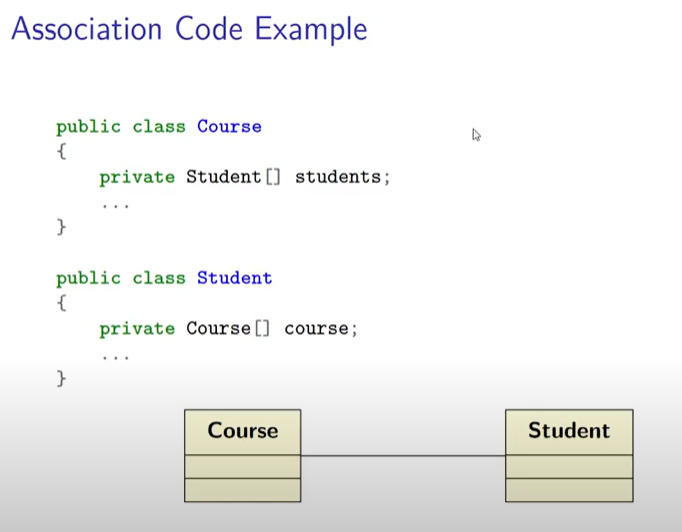 Association Code Example
public class Course
{
private Student[] students;
...
}
public class Student
{
private Course[] course;
...
}
Course
Student